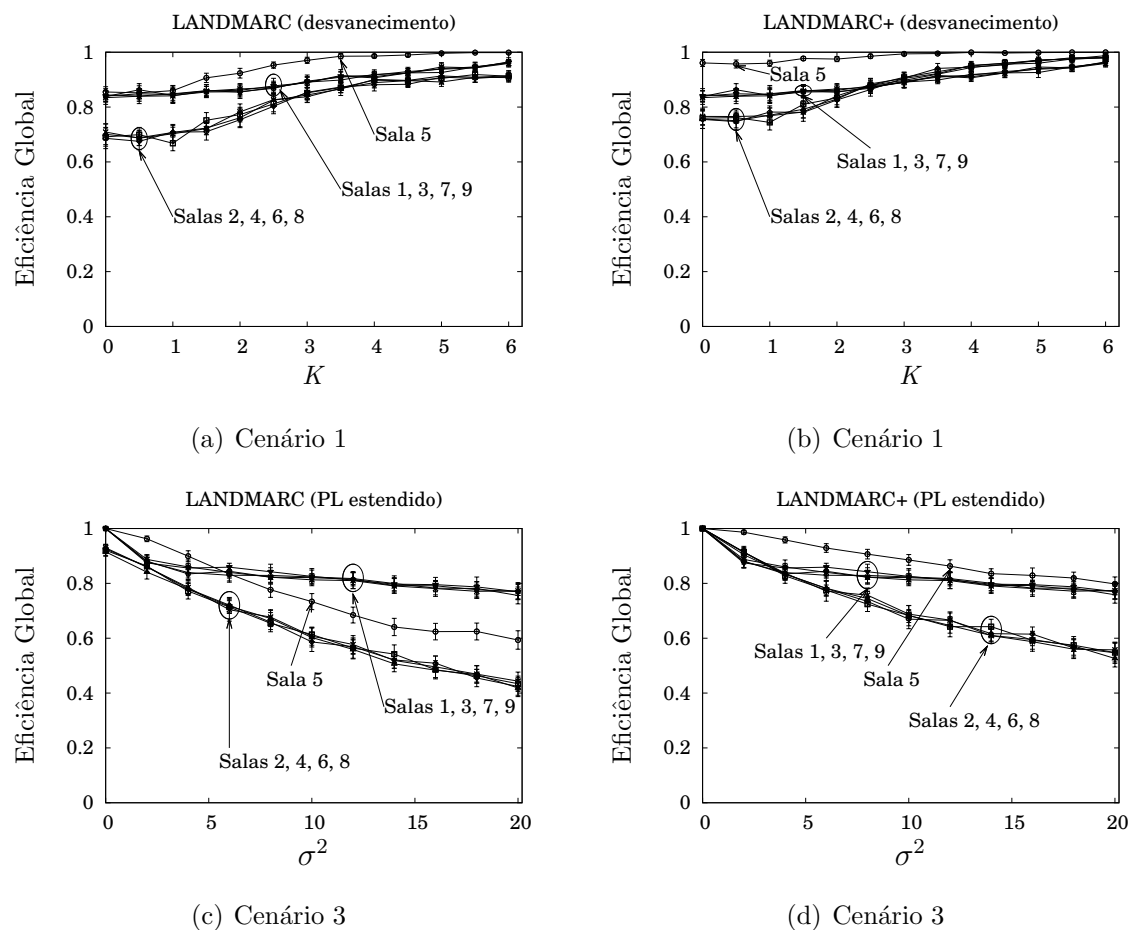 LANDMARC (desvanecimento)
Eficiência Global
1
0.8
0.6
0.4
0.2
0
Sala 5
Salas 1, 3, 7, 9
Salas 2, 4, 6, 8
0 1 2 3 4 5 6
K
(a) Cenário 1
LANDMARC+ (desvanecimento)
Eficiência Global
1
0.8
0.6
0.4
0.2
0
Sala 5
Salas 1, 3, 7, 9
Salas 2, 4, 6, 8
0 1 2 3 4 5 6
K
(b) Cenário 1
LANDMARC (PL estendido)
Eficiência Global
1
0.8
0.6
0.4
0.2
0
Sala 5
Salas 1, 3, 7, 9
Salas 2, 4, 6, 8
0 5 10 15 20
σ²
(c) Cenário 3
LANDMARC+ (PL estendido)
Eficiência Global
1
0.8
0.6
0.4
0.2
0
Salas 1, 3, 7, 9
Sala 5
Salas 2, 4, 6, 8
0 5 10 15 20
σ²
(d) Cenário 3